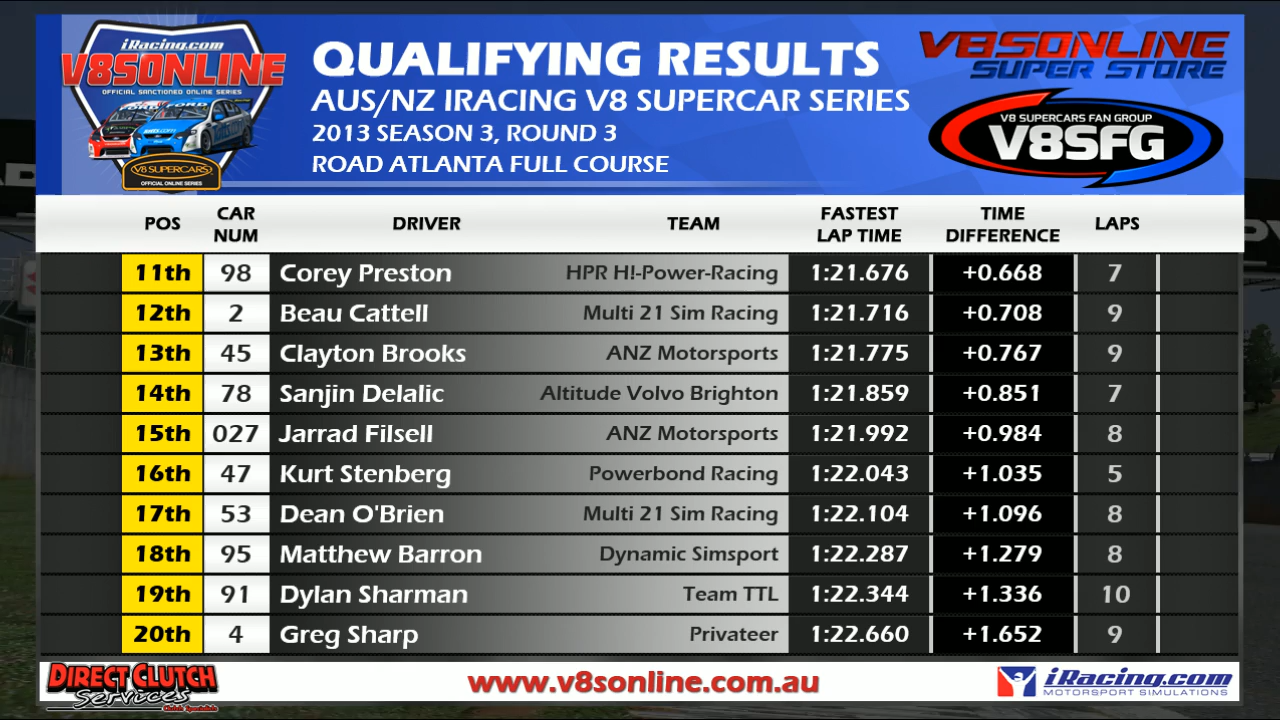 iRacing.com
V8SONLINE
OFFICIAL SANCTIONED ONLINE SERIES
V8 SUPERCARS
OFFICIAL ONLINE SERIES
QUALIFYING RESULTS
AUS/NZ IRACING V8 SUPERCAR SERIES
2013 SEASON 3, ROUND 3
ROAD ATLANTA FULL COURSE
V8SONLINE
SUPER STORE
V8 SUPERCARS FAN GROUP
V8SFG
POS CAR NUM DRIVER TEAM FASTEST LAP TIME TIME DIFFERENCE LAPS
11th 98 Corey Preston HPR H!-Power-Racing 1:21.676 +0.668 7
12th 2 Beau Cattell Multi 21 Sim Racing 1:21.716 +0.708 9
13th 45 Clayton Brooks ANZ Motorsports 1:21.775 +0.767 9
14th 78 Sanjin Delalic Altitude Volvo Brighton 1:21.859 +0.851 7
15th 027 Jarrad Filsell ANZ Motorsports 1:21.992 +0.984 8
16th 47 Kurt Stenberg Powerbond Racing 1:22.043 +1.035 5
17th 53 Dean O'Brien Multi 21 Sim Racing 1:22.104 +1.096 8
18th 95 Matthew Barron Dynamic Simsport 1:22.287 +1.279 8
19th 91 Dylan Sharman Team TTL 1:22.344 +1.336 10
20th 4 Greg Sharp Privateer 1:22.660 +1.652 9
DIRECT CLUTCH
Services
Clutch Specialists
www.v8sonline.com.au
iRacing.com
MOTORSPORT SIMULATIONS